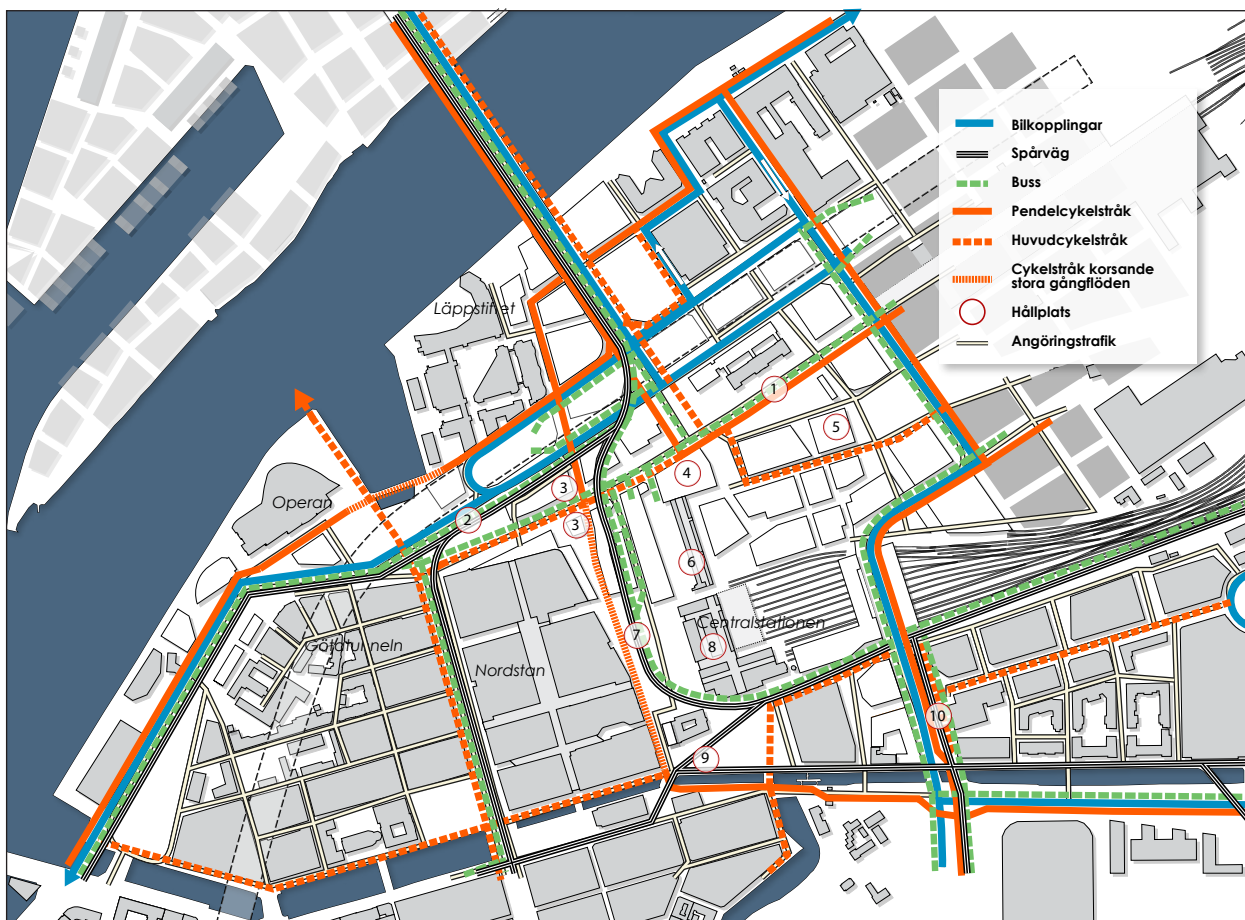 Bilkopplingar
Spårväg
Buss
Pendelcykelstråk
Huvudcykelstråk
Cykelstråk korsande
stora gångflöden
Hållplats
Angöringstrafik
Läppstiftet
1
5
4
3
Operan
2
3
6
Centralstationen
7
Götatunneln
8
Nordstan
10
9